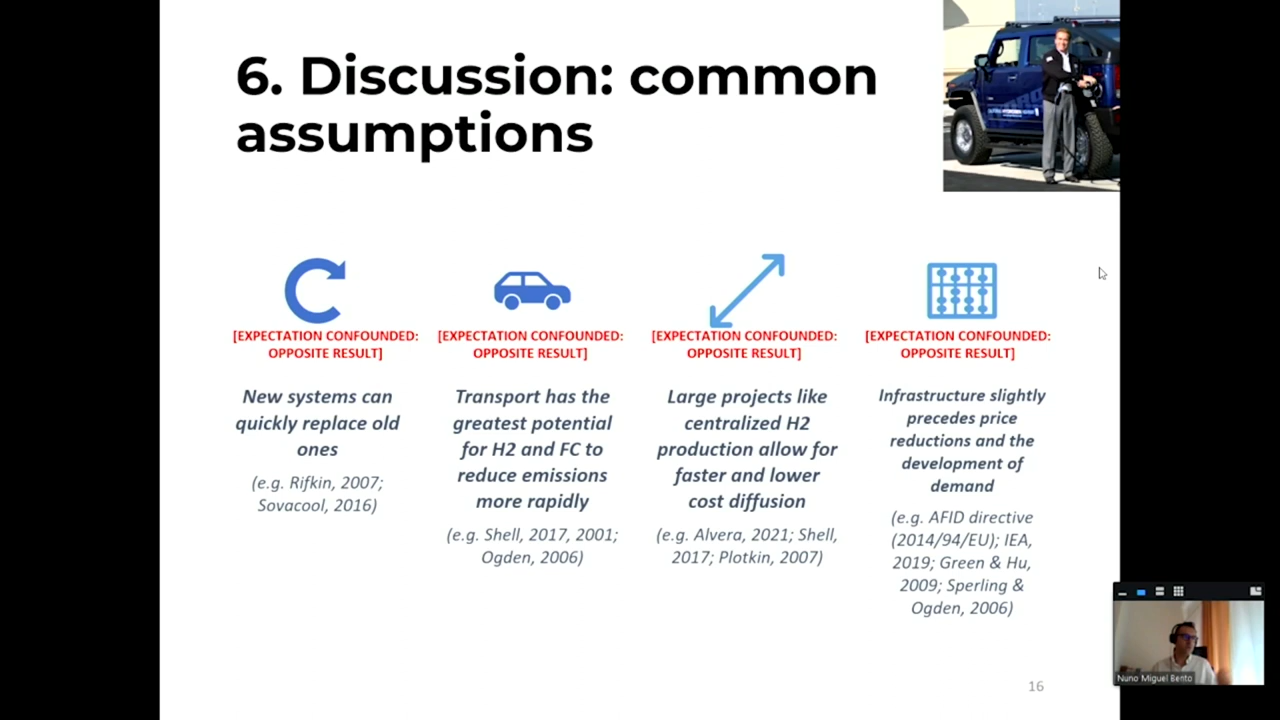 6. Discussion: common
assumptions
[EXPECTATION CONFOUNDED:
OPPOSITE RESULT]
New systems can
quickly replace old
ones
(e.g. Rifkin, 2007;
Sovacool, 2016)
[EXPECTATION CONFOUNDED:
OPPOSITE RESULT]
Transport has the
greatest potential
for H2 and FC to
reduce emissions
more rapidly
(e.g. Shell, 2017, 2001;
Ogden, 2006)
[EXPECTATION CONFOUNDED:
OPPOSITE RESULT]
Large projects like
centralized H2
production allow for
faster and lower
cost diffusion
(e.g. Alvera, 2021; Shell,
2017; Plotkin, 2007)
[EXPECTATION CONFOUNDED:
OPPOSITE RESULT]
Infrastructure slightly
precedes price
reductions and the
development of
demand
(e.g. AFID directive
(2014/94/EU); IEA,
2019; Green & Hu,
2009; Sperling &
Ogden, 2006)
16
Nuno Miguel Bento